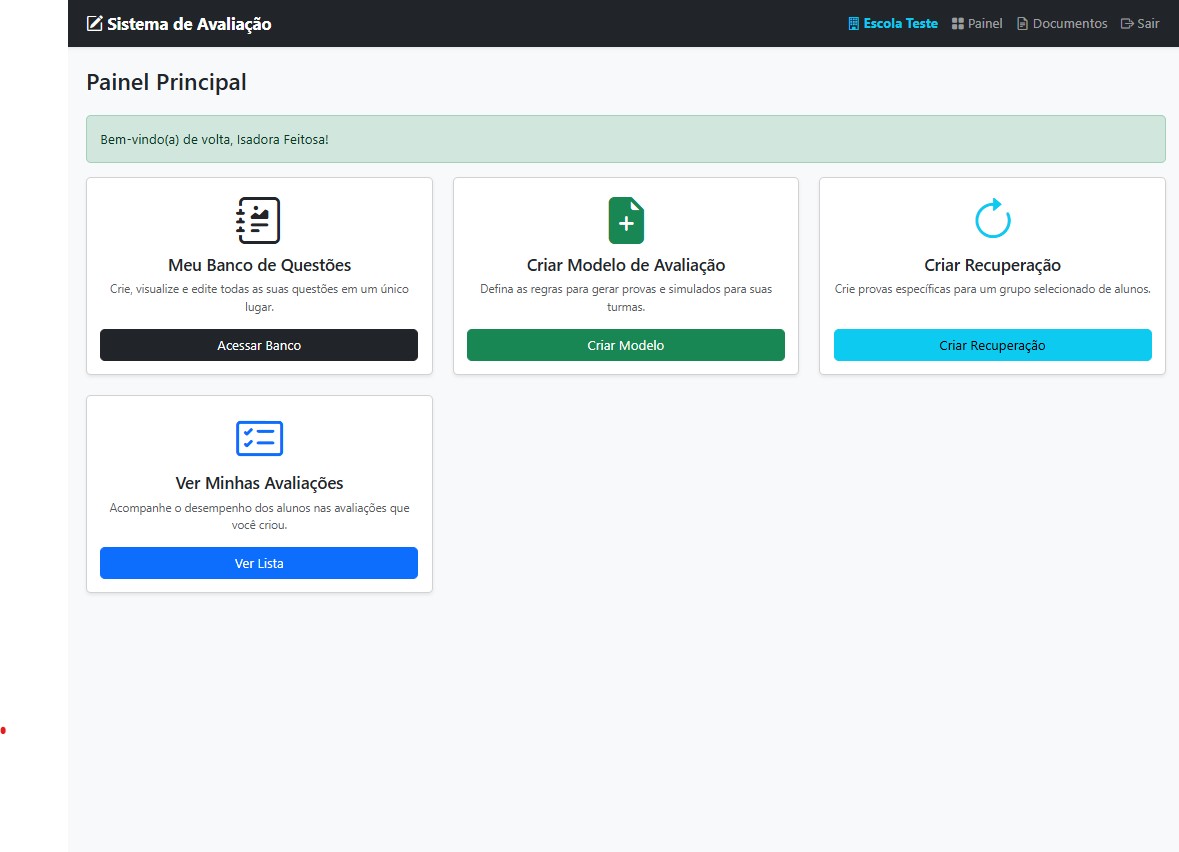 Sistema de Avaliação
Escola Teste
Painel
Documentos
Sair
Painel Principal
Bem-vindo(a) de volta, Isadora Feitosa!
Meu Banco de Questões
Crie, visualize e edite todas as suas questões em um único
lugar.
Acessar Banco
Criar Modelo de Avaliação
Defina as regras para gerar provas e simulados para suas
turmas.
Criar Modelo
Criar Recuperação
Crie provas específicas para um grupo selecionado de alunos.
Criar Recuperação
Ver Minhas Avaliações
Acompanhe o desempenho dos alunos nas avaliações que
você criou.
Ver Lista